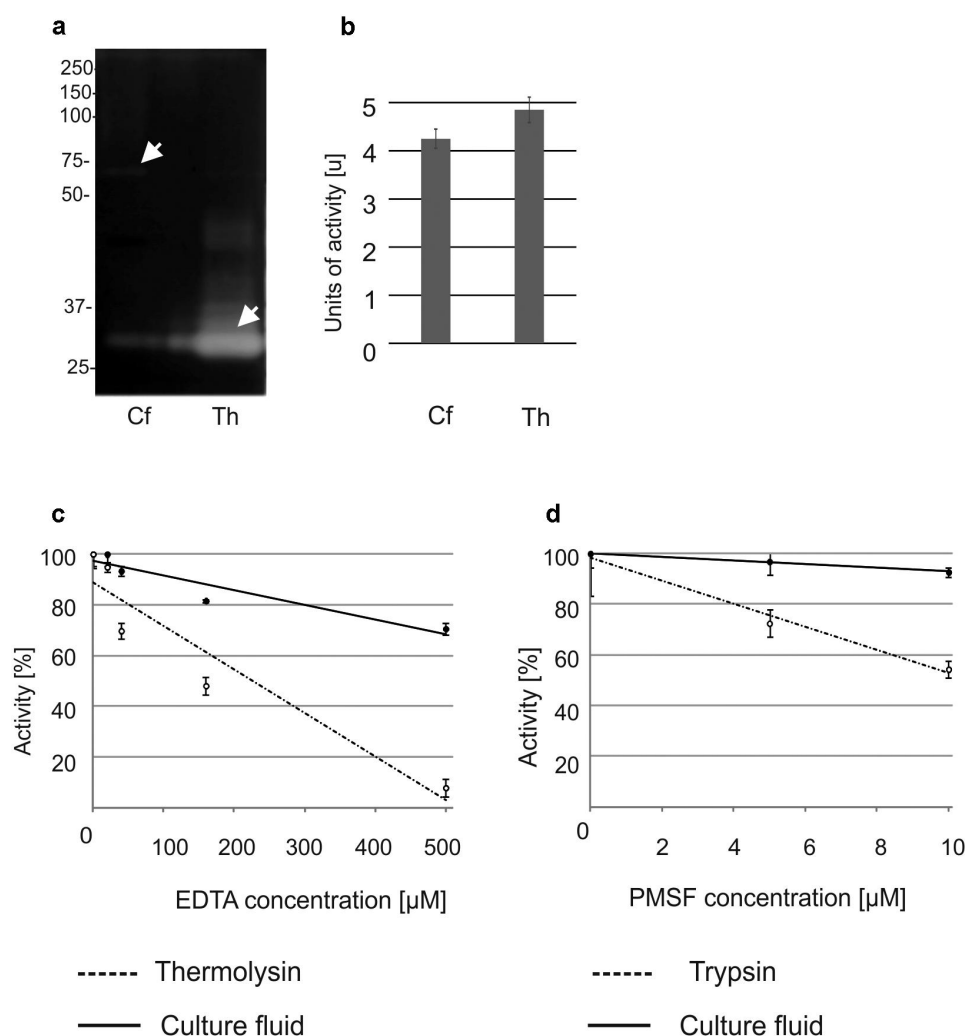 a
250
150
100
75-
50-
37-
25-
Cf Th
b
Units of activity [u]
5
4
3
2
1
0
Cf Th
c
Activity [%]
100
80
60
40
20
0 100 200 300 400 500
EDTA concentration [µM]
Thermolysin
Culture fluid
d
Activity [%]
100
80
60
40
20
0 2 4 6 8 10
PMSF concentration [µM]
Trypsin
Culture fluid